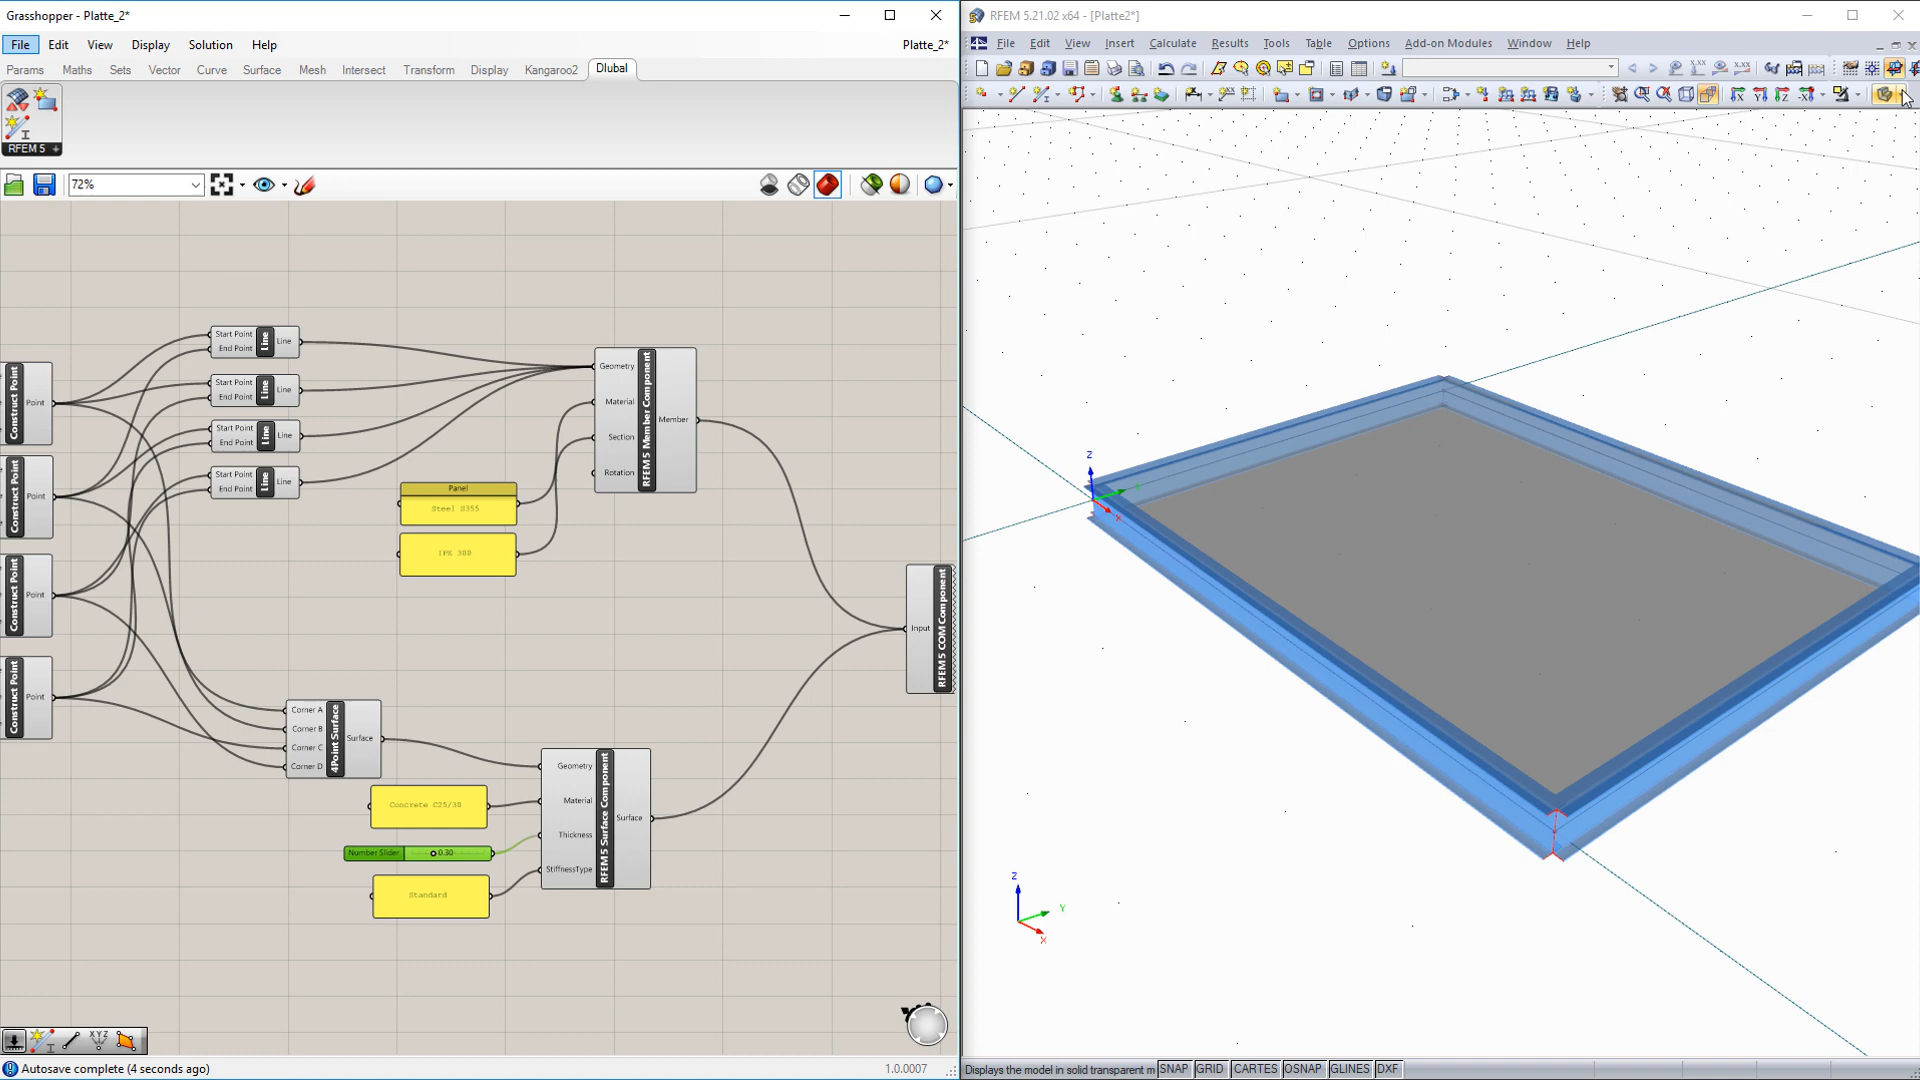 Grasshopper - Platte_2*
File Edit View Display Solution Help
Platte_2*
Params Maths Sets Vector Curve Surface Mesh Intersect Transform Display Kangaroo2 Dlubal
RFEM 5
72%
Start Point
End Point
Line
Line
Start Point
End Point
Line
Line
Start Point
End Point
Line
Line
Start Point
End Point
Line
Line
Construct Point
Point
Construct Point
Point
Construct Point
Point
Construct Point
Point
Geometry
Material
Section
Rotation
RFEM 5 Member Component
Member
Panel
Steel S355
IPE 300
Input
RFEM 5 COM Component
Corner A
Corner B
Corner C
Corner D
4Point Surface
Surface
Geometry
Material
Thickness
StiffnessType
RFEM 5 Surface Component
Surface
Concrete C25/30
Number Slider
0.30
Standard
XYZ
Autosave complete (4 seconds ago)
1.0.0007
RFEM 5.21.02 x64 - [Platte2*]
File Edit View Insert Calculate Results Tools Table Options Add-on Modules Window Help
Z
X
Z
Y
X
Displays the model in solid transparent m
SNAP GRID CARTES OSNAP GLINES DXF